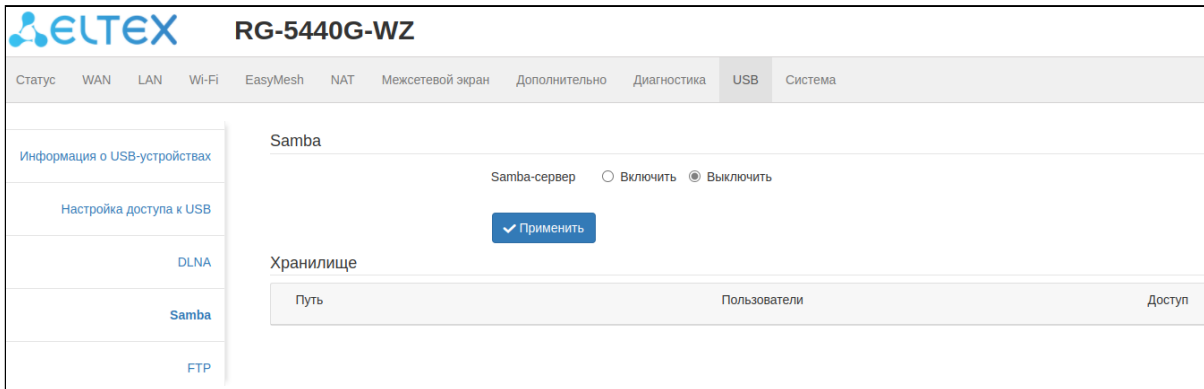 ELTEX RG-5440G-WZ
Статус WAN LAN Wi-Fi EasyMesh NAT Межсетевой экран Дополнительно Диагностика USB Система
Информация о USB-устройствах
Настройка доступа к USB
DLNA
Samba
FTP
Samba
Samba-сервер Включить Выключить
Применить
Хранилище
Путь Пользователи Доступ